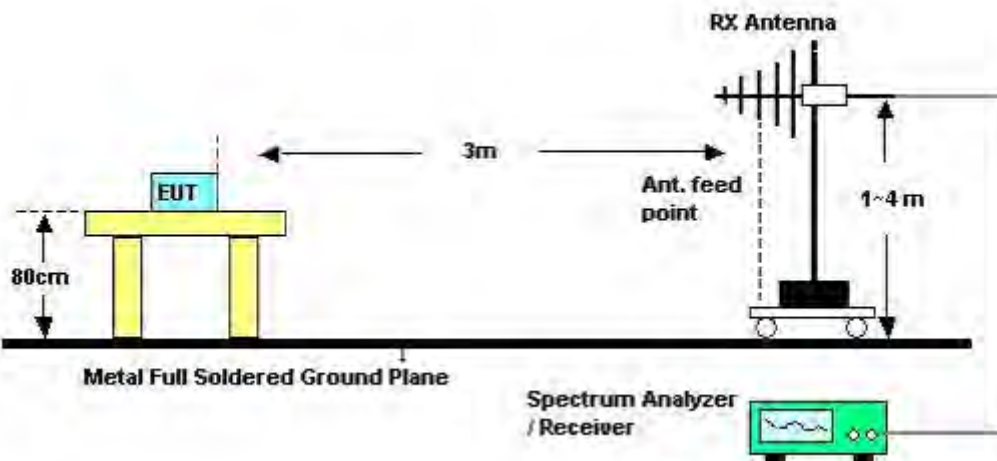 RX Antenna
3m
EUT
Ant. feed
point
1~4 m
80cm
Metal Full Soldered Ground Plane
Spectrum Analyzer
/ Receiver